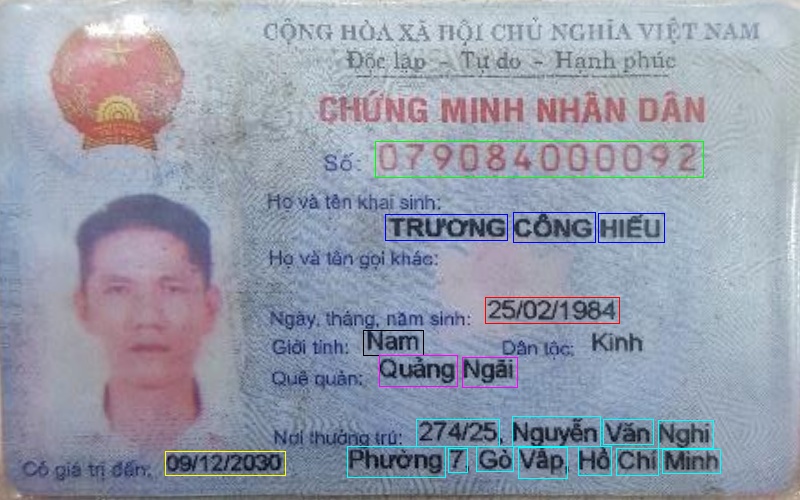 CỘNG HÒA XÃ HỘI CHỦ NGHĨA VIỆT NAM
Độc lập - Tự do - Hạnh phúc
CHỨNG MINH NHÂN DÂN
Số: 079084000092
Họ và tên khai sinh:
TRƯƠNG CÔNG HIẾU
Họ và tên gọi khác:
Ngày, tháng, năm sinh: 25/02/1984
Giới tính: Nam Dân tộc: Kinh
Quê quán: Quảng Ngãi
Nơi thường trú: 274/25, Nguyễn Văn Nghi
Phường 7, Gò Vấp, Hồ Chí Minh
Có giá trị đến: 09/12/2030